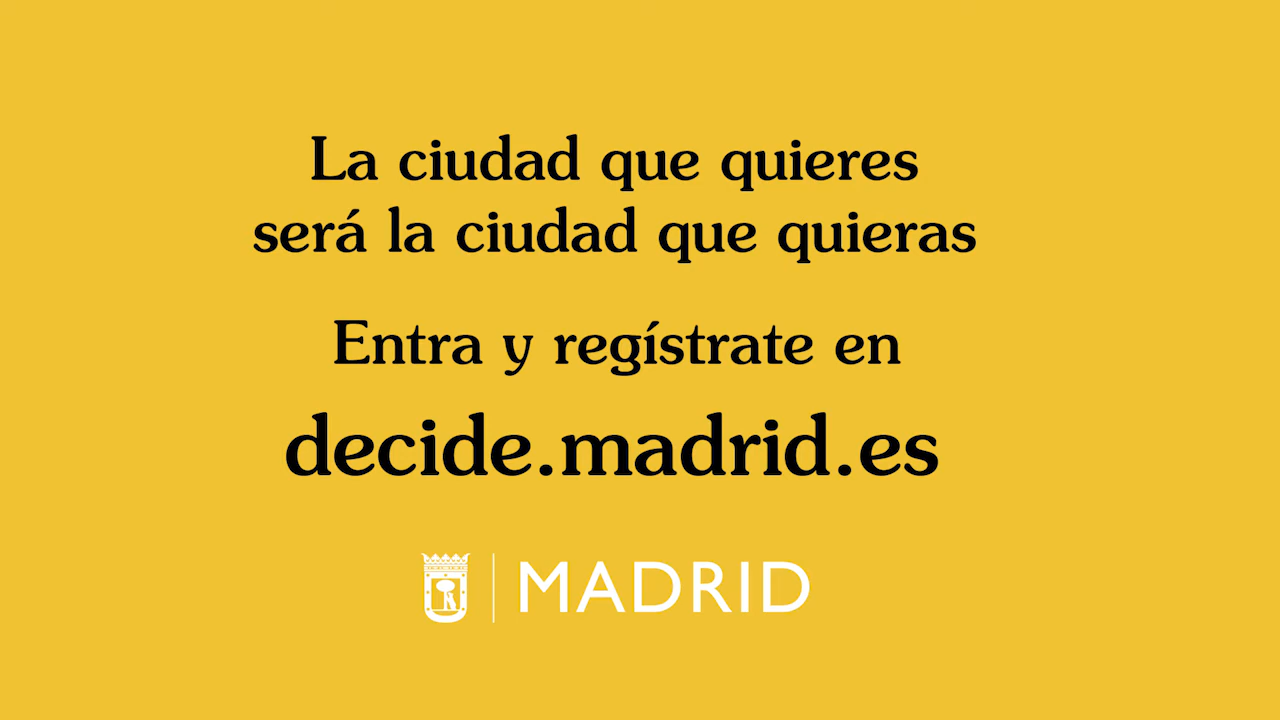 La ciudad que quieres
será la ciudad que quieras
Entra y regístrate en
decide.madrid.es
MADRID